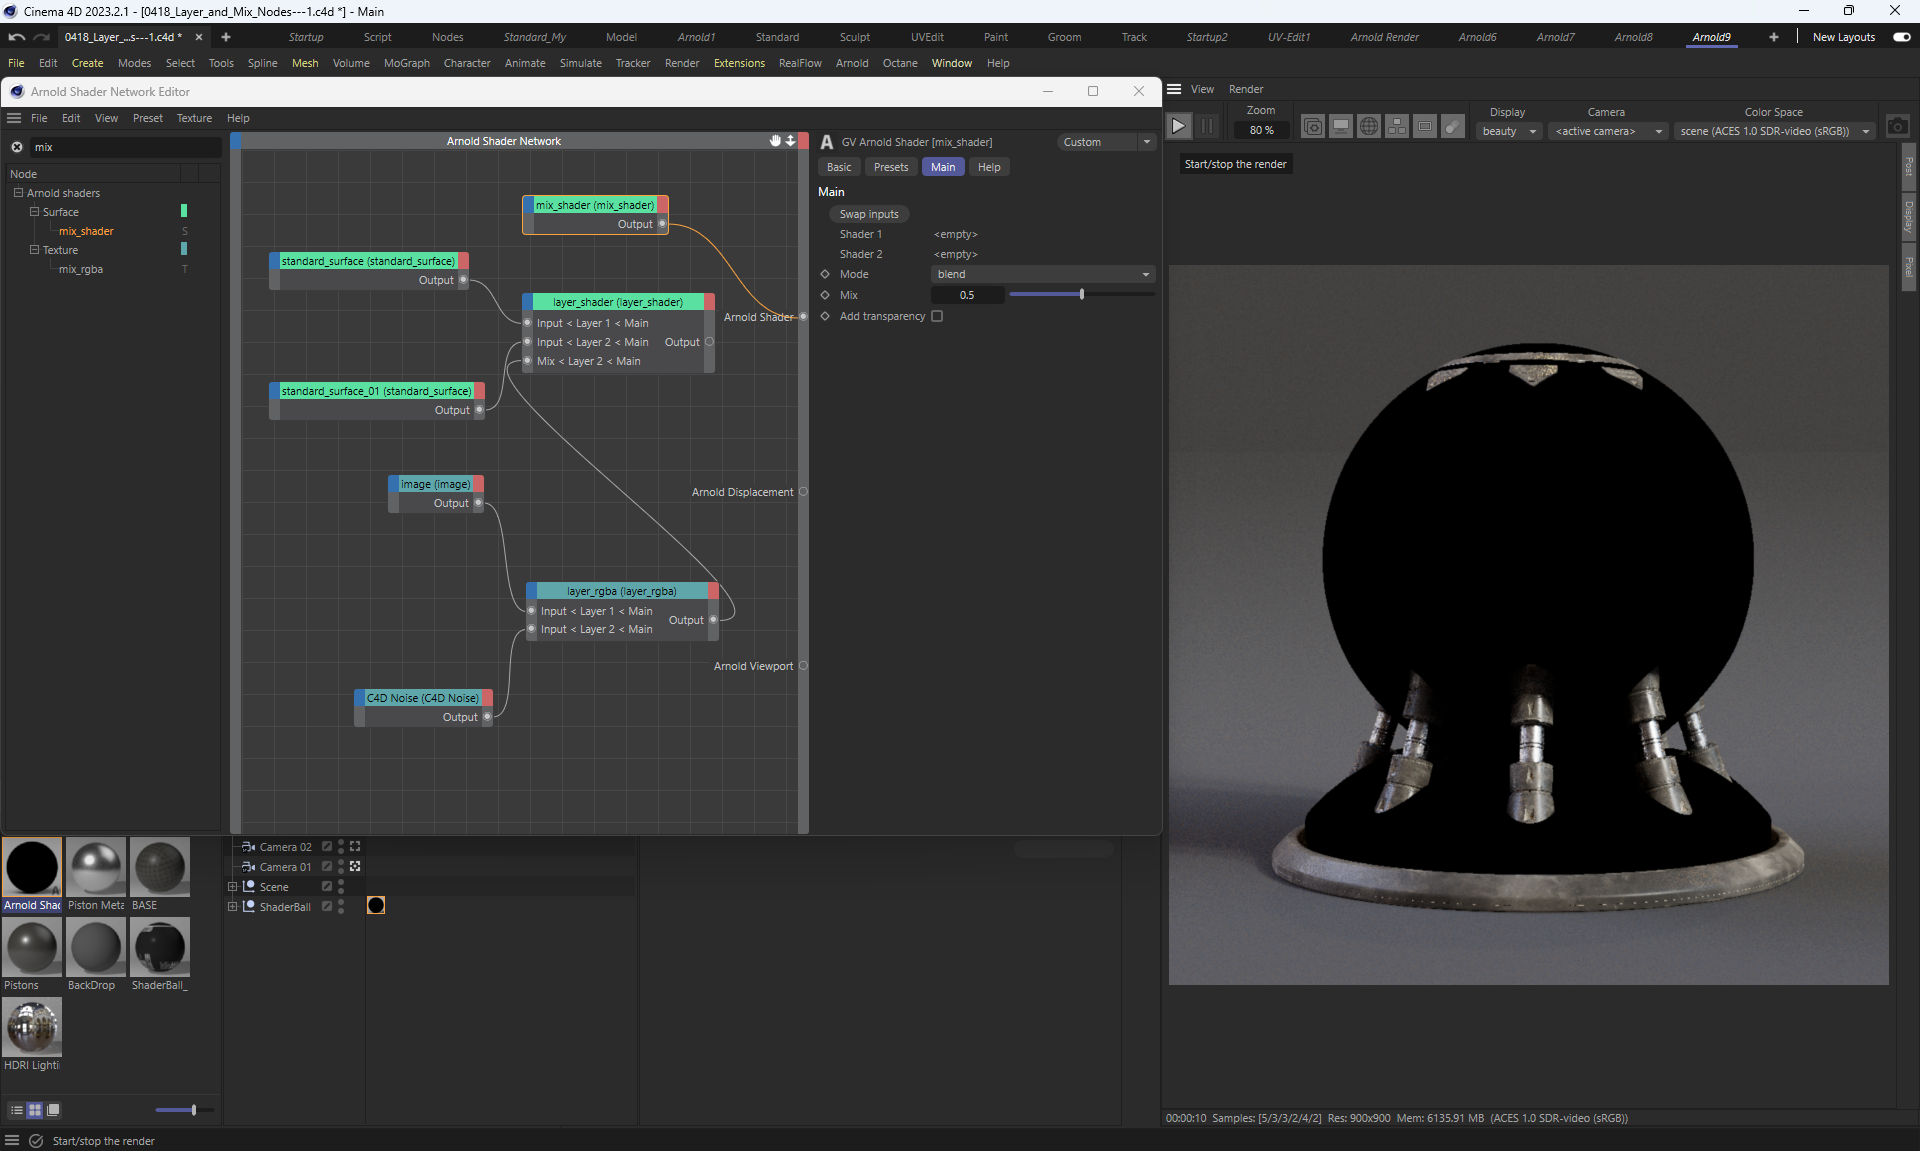 Cinema 4D 2023.2.1 - [0418_Layer_and_Mix_Nodes---1.c4d *] - Main
0418_Layer_...s---1.c4d *
Startup Script Nodes Standard_My Model Arnold1 Standard Sculpt UVEdit Paint Groom Track Startup2 UV-Edit1 Arnold Render Arnold6 Arnold7 Arnold8 Arnold9 New Layouts
File Edit Create Modes Select Tools Spline Mesh Volume MoGraph Character Animate Simulate Tracker Render Extensions RealFlow Arnold Octane Window Help
Arnold Shader Network Editor
File Edit View Preset Texture Help
mix
Node
Arnold shaders
Surface
mix_shader S
Texture
mix_rgba T
Arnold Shader Network
mix_shader (mix_shader)
Output
standard_surface (standard_surface)
Output
layer_shader (layer_shader)
Input < Layer 1 < Main
Input < Layer 2 < Main Output
Mix < Layer 2 < Main
Arnold Shader
standard_surface_01 (standard_surface)
Output
image (image)
Output
Arnold Displacement
layer_rgba (layer_rgba)
Input < Layer 1 < Main
Output
Input < Layer 2 < Main
Arnold Viewport
C4D Noise (C4D Noise)
Output
GV Arnold Shader [mix_shader] Custom
Basic Presets Main Help
Main
Swap inputs
Shader 1 <empty>
Shader 2 <empty>
Mode blend
Mix 0.5
Add transparency
View Render
Zoom Display Camera Color Space
80 % beauty <active camera> scene (ACES 1.0 SDR-video (sRGB))
Start/stop the render
Post
Display
Pixel
Camera 02
Camera 01
Scene
ShaderBall
Arnold Shad Piston Meta BASE
Pistons BackDrop ShaderBall_
HDRI Lighti
00:00:10 Samples: [5/3/3/2/4/2] Res: 900x900 Mem: 6135.91 MB (ACES 1.0 SDR-video (sRGB))
Start/stop the render